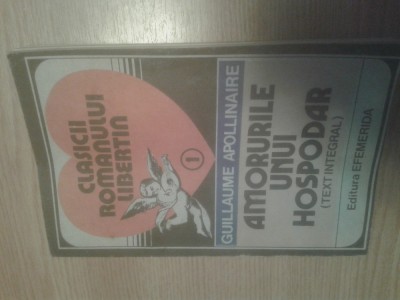 CLASICII
ROMANULUI
LIBERTIN
1
GUILLAUME APOLLINAIRE
AMORURILE
UNUI
HOSPODAR
(TEXT INTEGRAL)
Editura EFEMERIDA